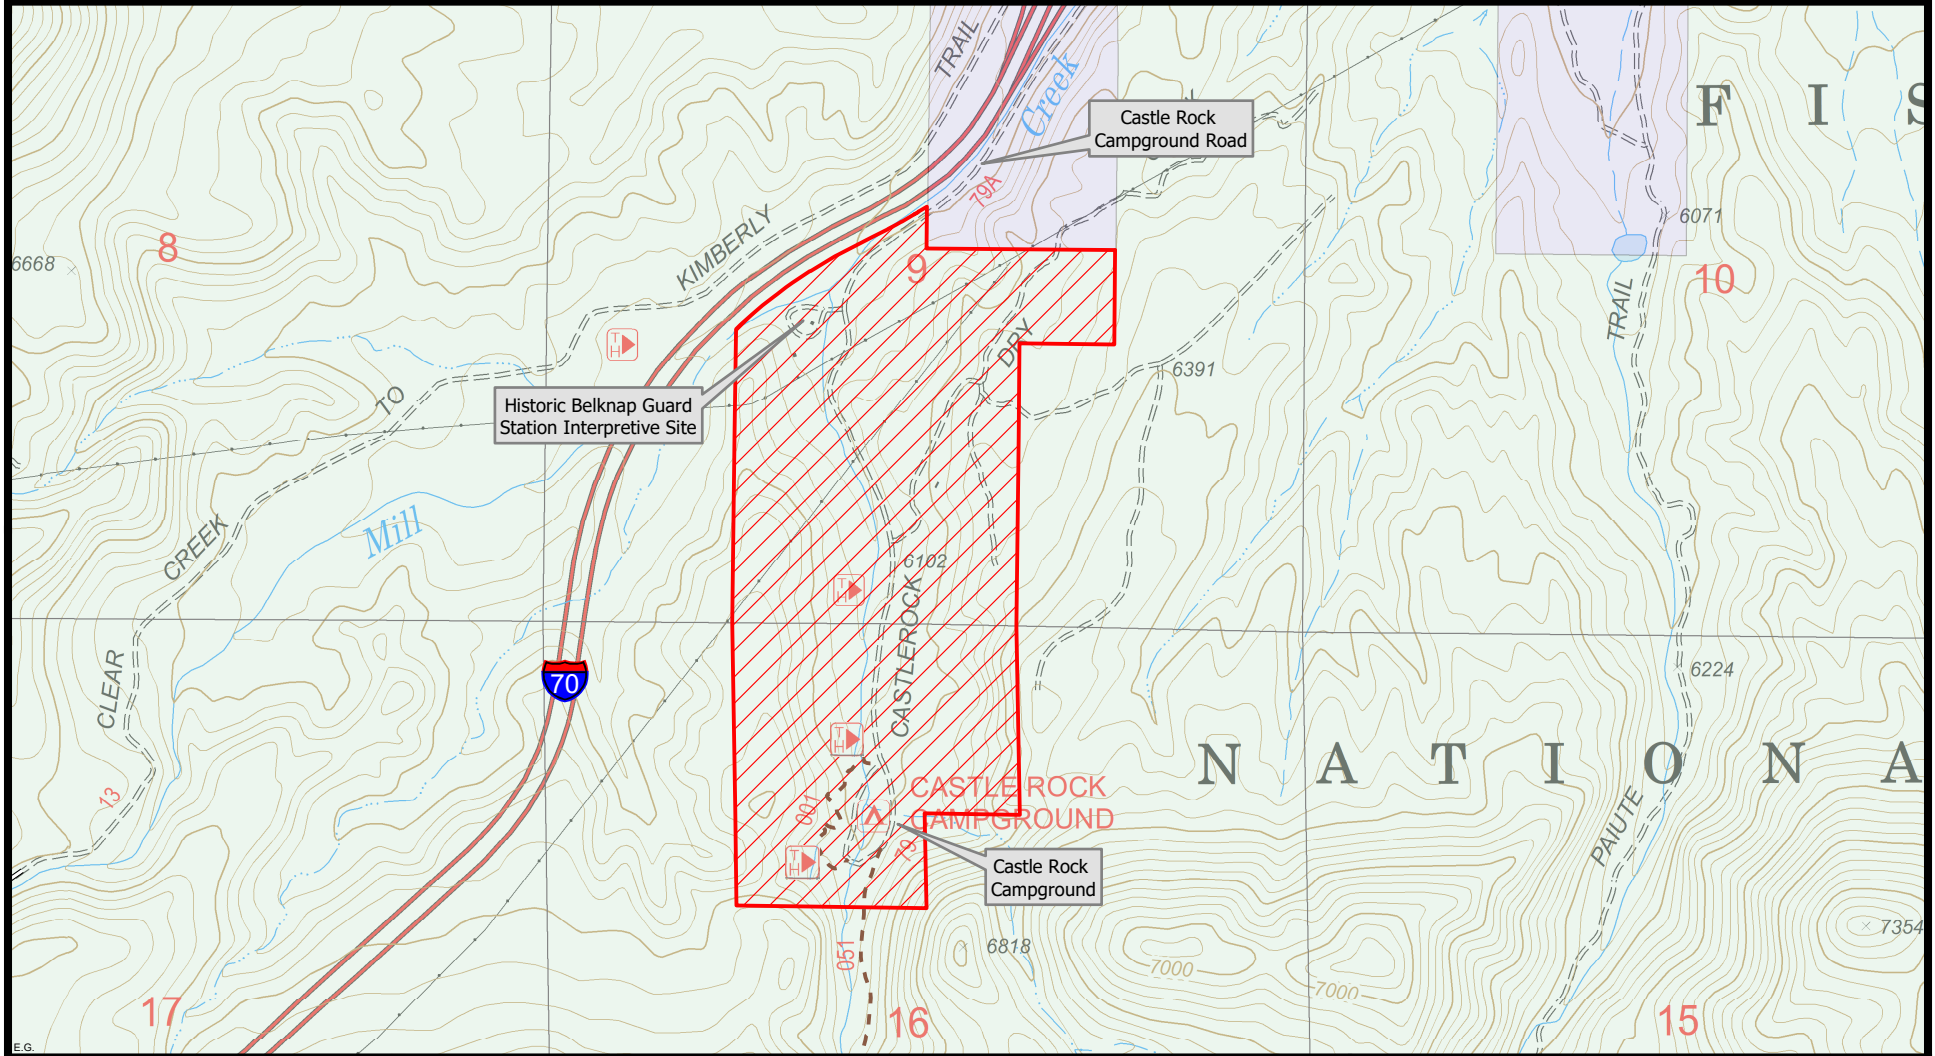 TRAIL
Creek
Castle Rock
Campground Road
F I S
79A
KIMBERLY
8
6668
9
6071
10
TRAIL
T
H
DRY
6391
TO
Historic Belknap Guard
Station Interpretive Site
Mill
CREEK
6102
T
H
CASTLEROCK
CLEAR
70
6224
T
H
N A T I O N A
13
001
CASTLE ROCK
CAMPGROUND
PAIUTE
79
T
H
Castle Rock
Campground
051
6818
7354
7000
7000
17
16
15
E.G.